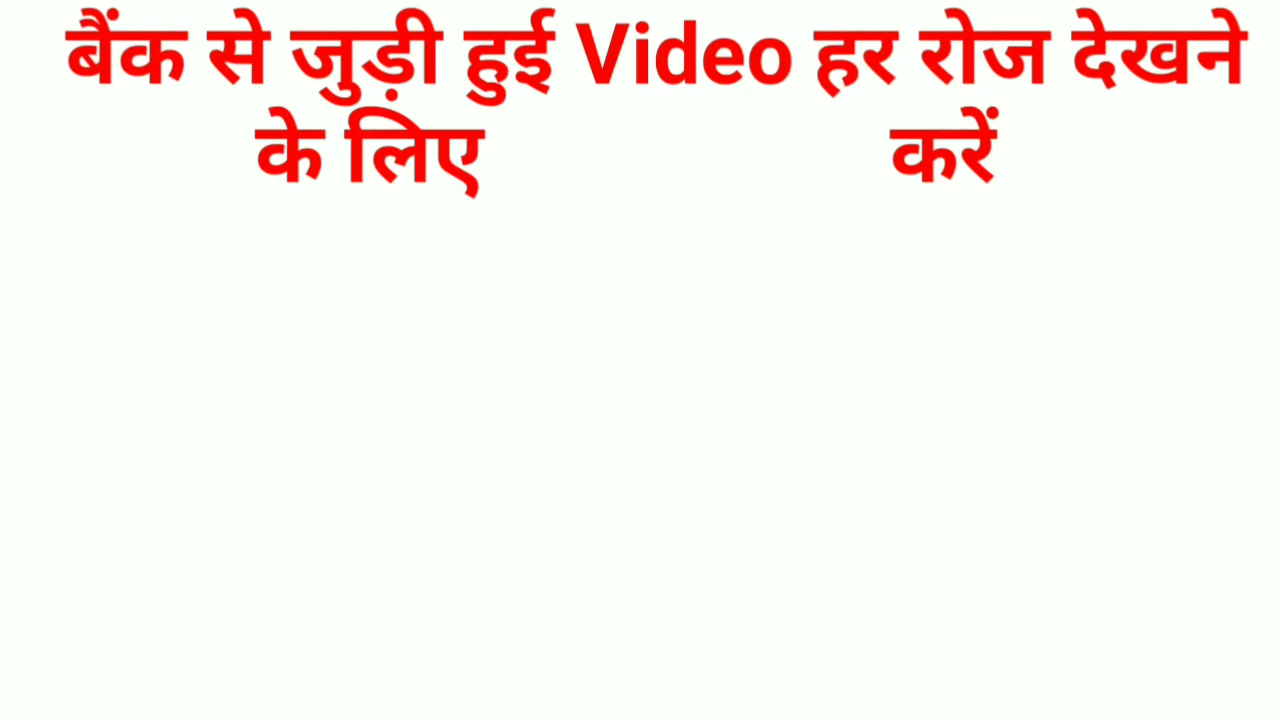 बैंक से जुड़ी हुई Video हर रोज देखने
के लिए करें